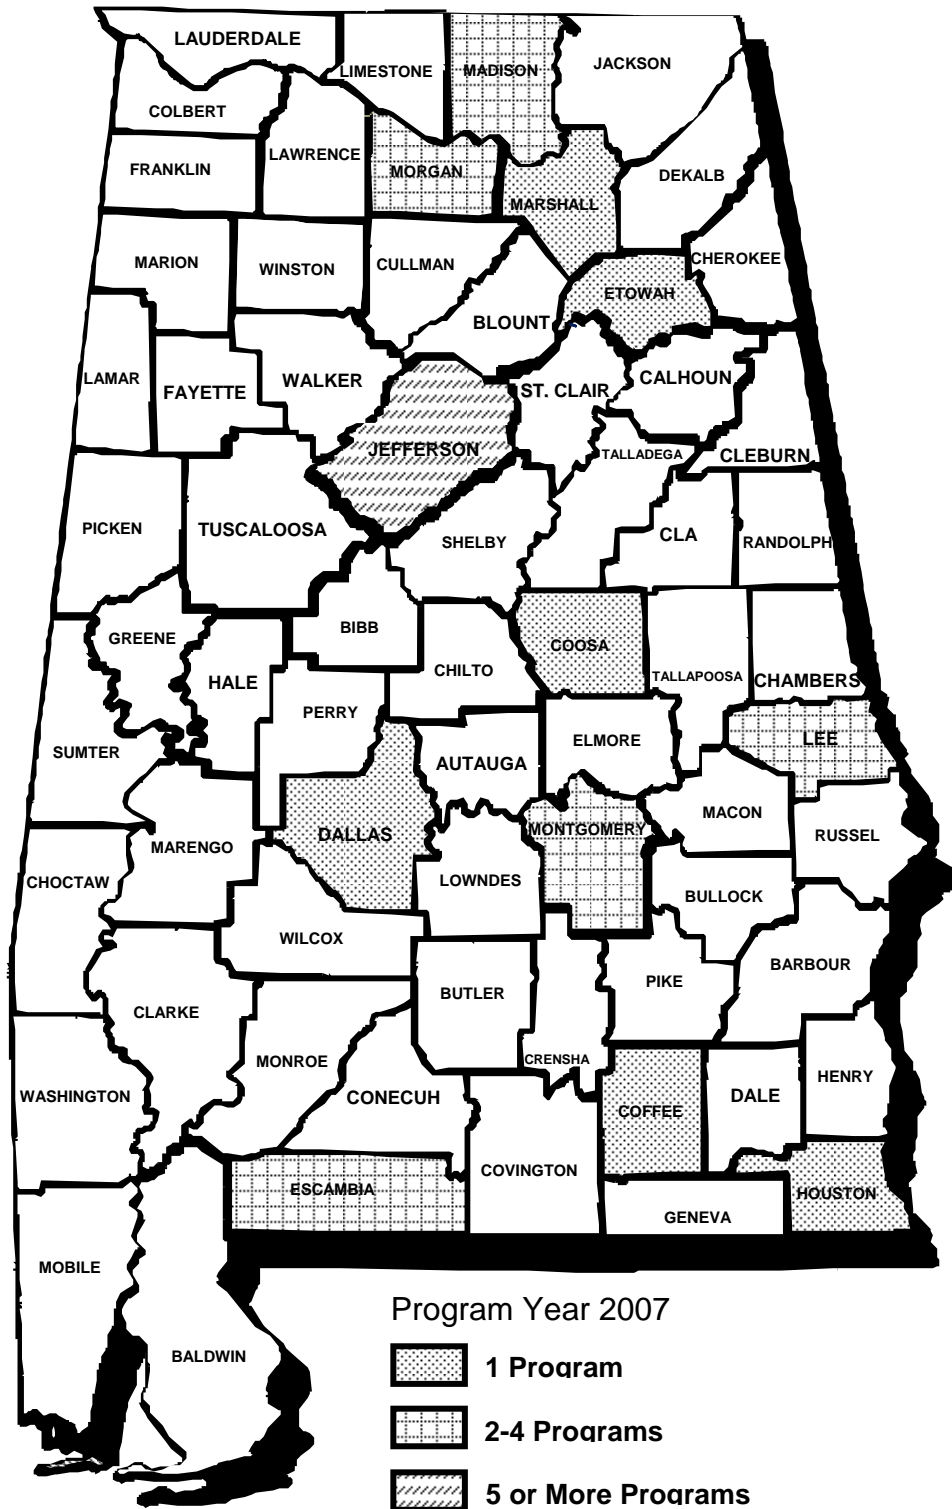 LAUDERDALE
LIMESTONE
MADISON
JACKSON
COLBERT
LAWRENCE
FRANKLIN
MORGAN
DEKALB
MARSHALL
MARION
WINSTON
CULLMAN
CHEROKEE
ETOWAH
BLOUNT
LAMAR
FAYETTE
WALKER
ST. CLAIR
CALHOUN
JEFFERSON
TALLADEGA
CLEBURN
PICKEN
TUSCALOOSA
SHELBY
CLA
RANDOLPH
GREENE
BIBB
COOSA
HALE
CHILTO
TALLAPOOSA
CHAMBERS
PERRY
SUMTER
AUTAUGA
ELMORE
LEE
MACON
DALLAS
MONTGOMERY
RUSSEL
MARENGO
CHOCTAW
LOWNDES
BULLOCK
WILCOX
BARBOUR
PIKE
BUTLER
CLARKE
MONROE
CRENSHA
WASHINGTON
CONECUH
COFFEE
DALE
HENRY
COVINGTON
ESCAMBIA
HOUSTON
GENEVA
MOBILE
BALDWIN
Program Year 2007
1 Program
2-4 Programs
5 or More Programs